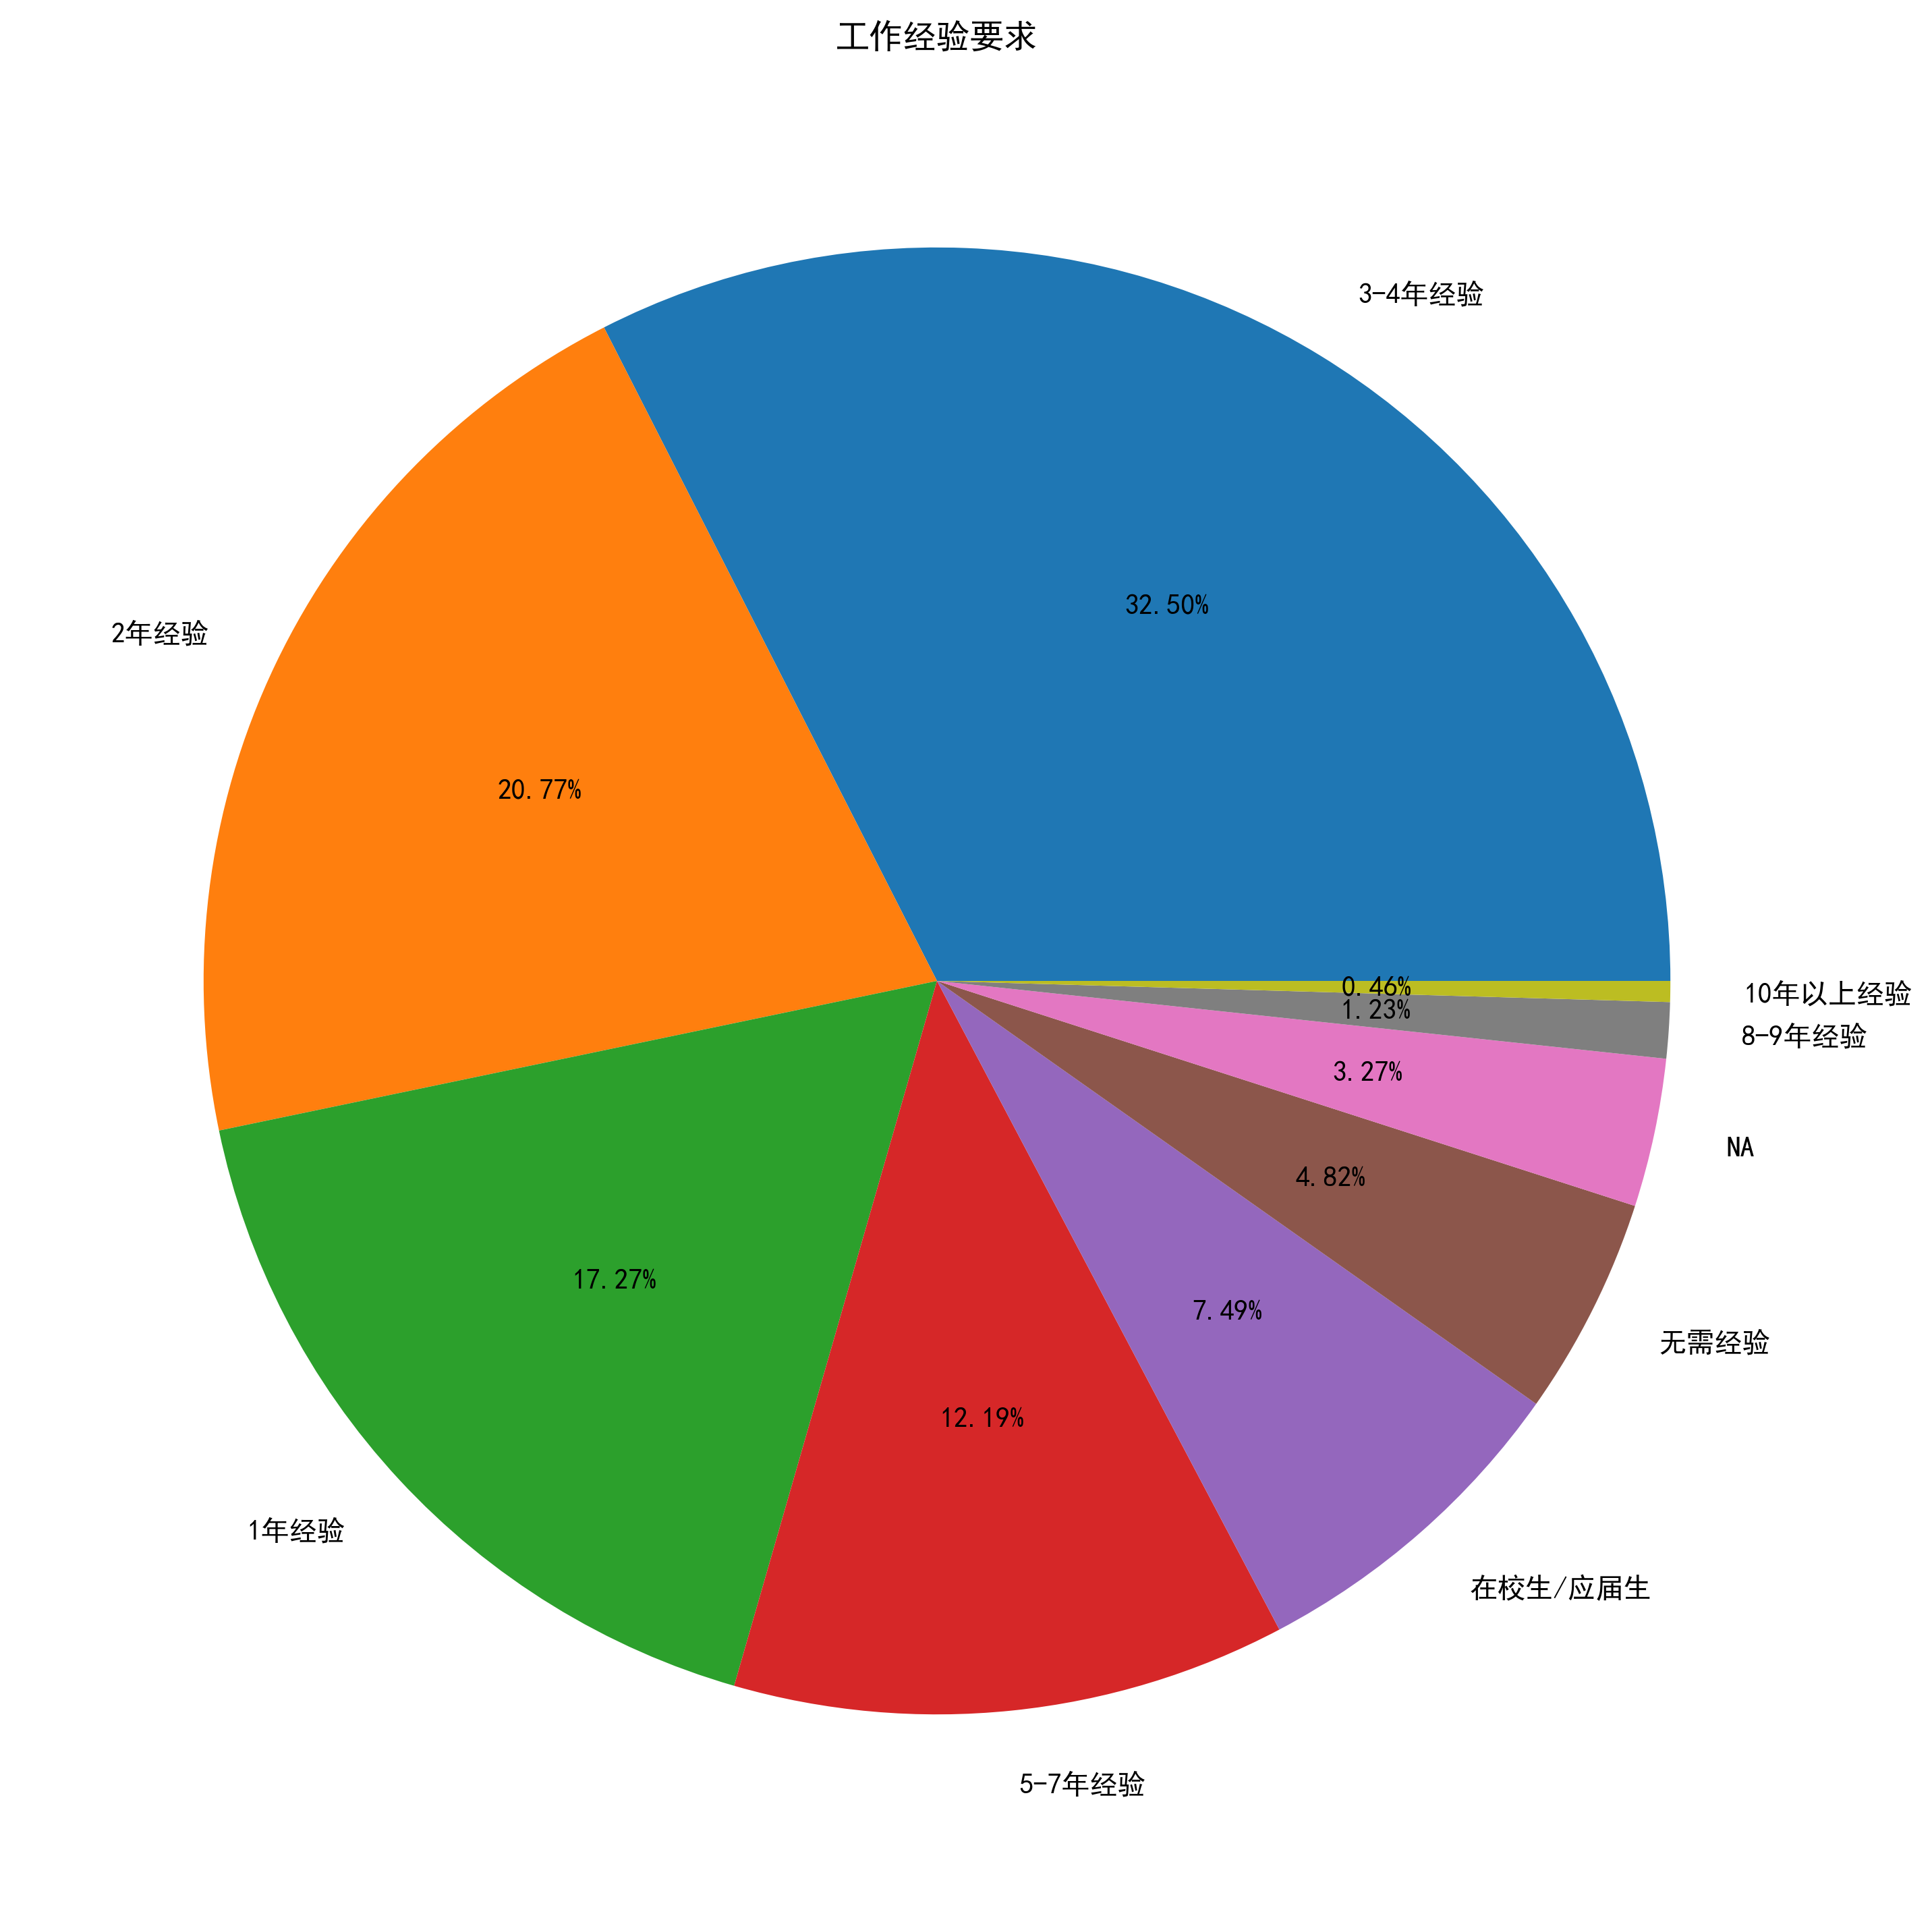 工作经验要求
3-4年经验
32.50%
2年经验
20.77%
1年经验
17.27%
5-7年经验
12.19%
在校生/应届生
7.49%
无需经验
4.82%
NA
3.27%
8-9年经验
1.23%
10年以上经验
0.46%